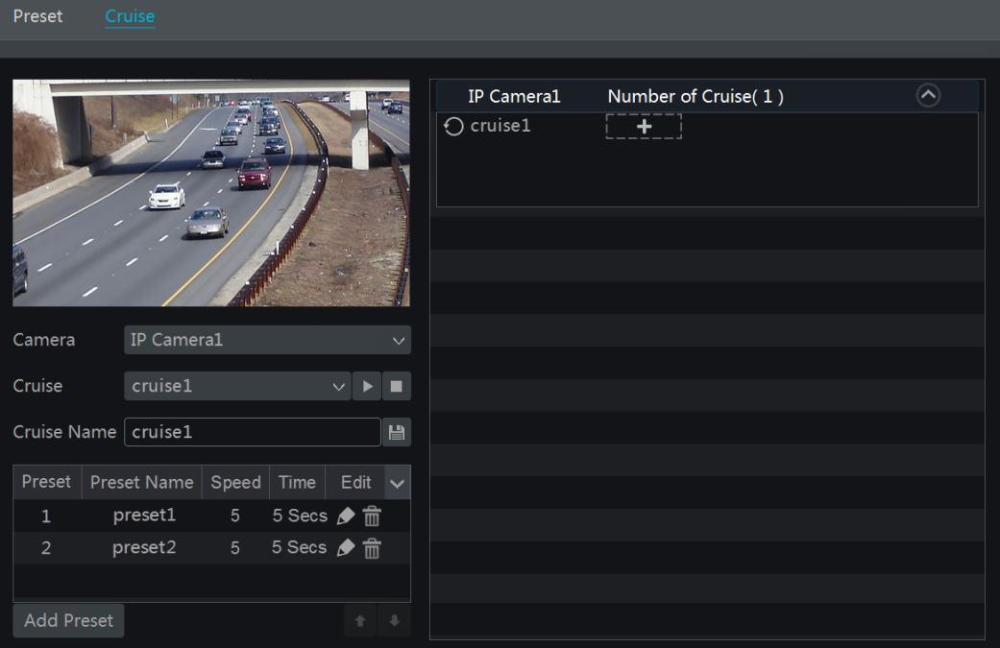 Preset Cruise
IP Camera1 Number of Cruise( 1 )
cruise1
Camera IP Camera1
Cruise cruise1
Cruise Name cruise1
Preset Preset Name Speed Time Edit
1 preset1 5 5 Secs
2 preset2 5 5 Secs
Add Preset